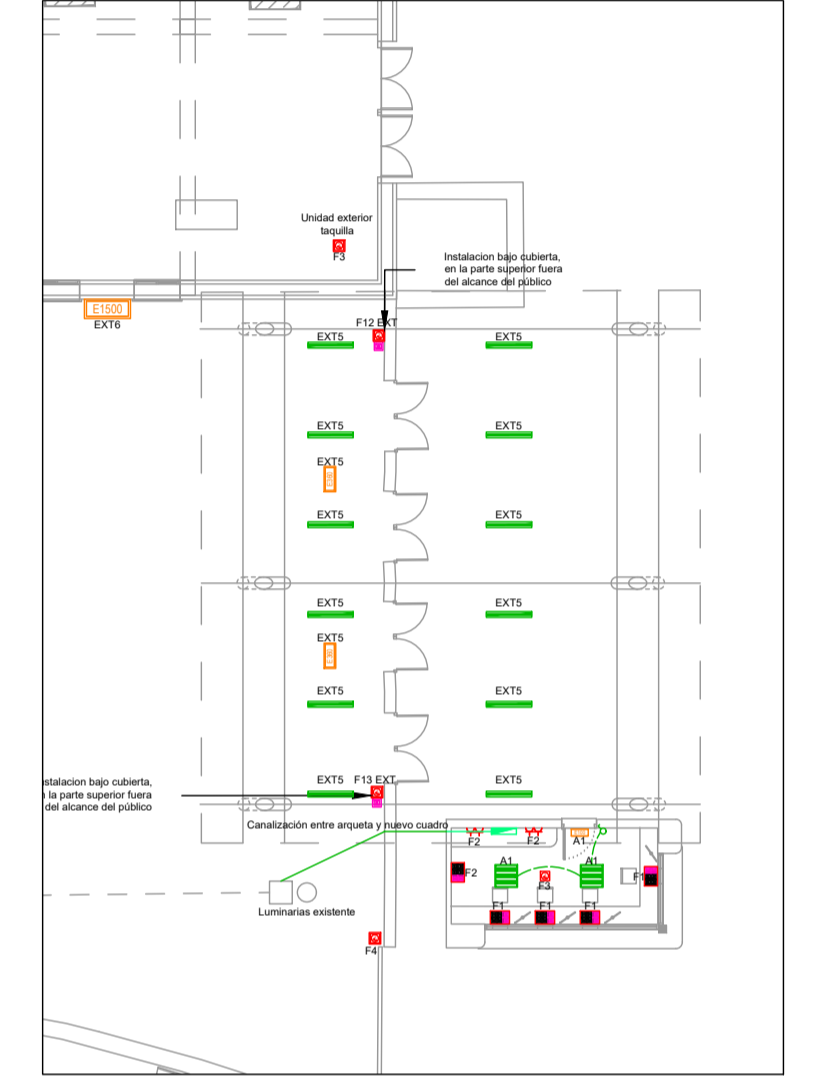 Unidad exterior
taquilla
F3
Instalacion bajo cubierta,
en la parte superior fuera
del alcance del público
E1500
EXT6
F12 EXT
EXT5
EXT5
EXT5
EXT5
EXT5
EXT5
EXT5
EXT5
EXT5
EXT5
EXT5
EXT5
EXT5
F13 EXT
EXT5
stalacion bajo cubierta,
la parte superior fuera
del alcance del público
Canalización entre arqueta y nuevo cuadro
F2
F2
A1
A1
A1
F2
F3
F1
F1
F1
F1
Luminarias existente
F4